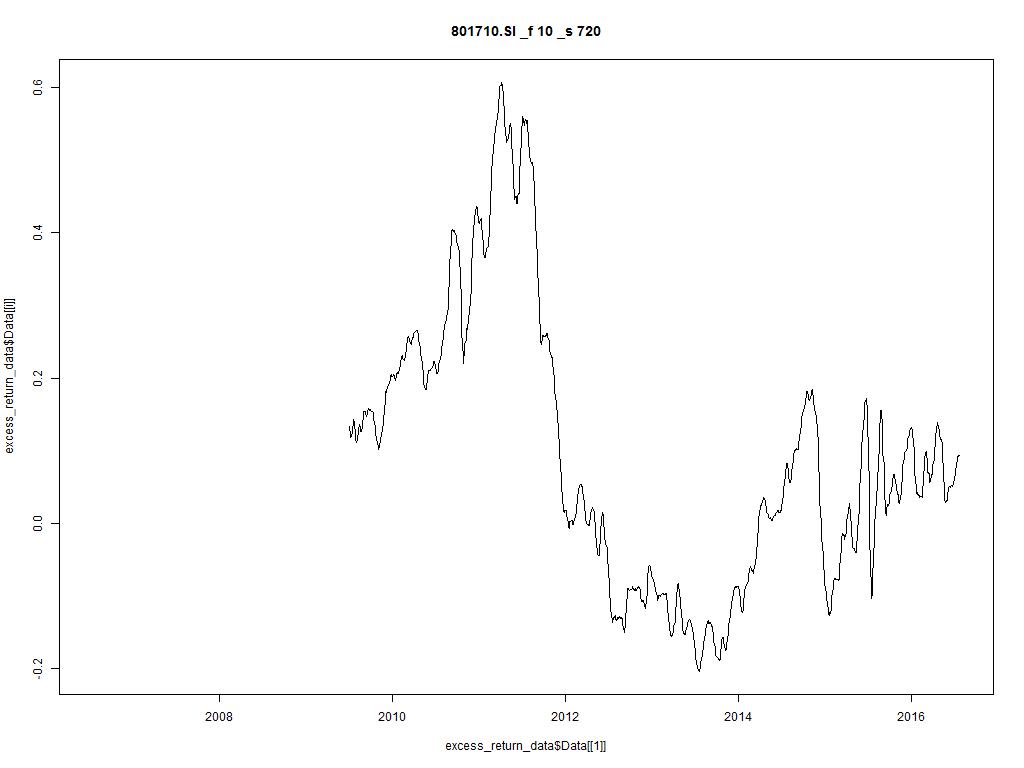 801710.SI _f 10 _s 720
excess_return_data$Data[[i]]
0.6
0.4
0.2
0.0
-0.2
2008 2010 2012 2014 2016
excess_return_data$Data[[1]]